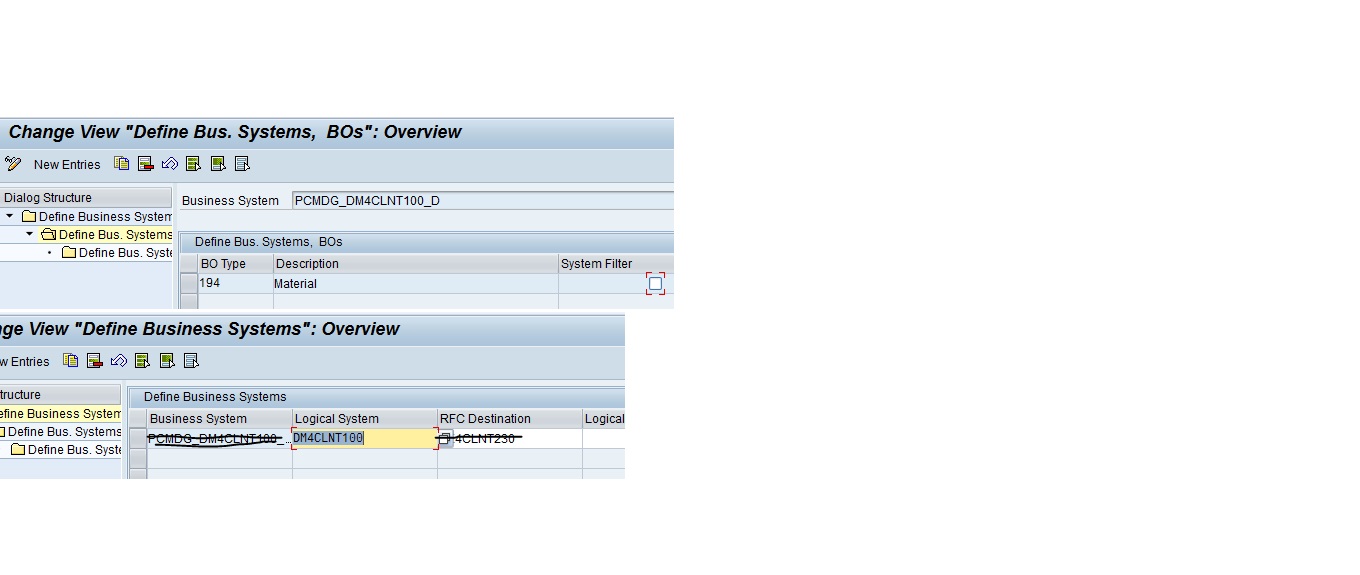 Change View "Define Bus. Systems,  BOs": Overview
New Entries
Dialog Structure
Define Business System
Define Bus. Systems
Define Bus. Syste
Business System PCMDG_DM4CLNT100_D
Define Bus. Systems,  BOs
BO Type Description System Filter
194 Material
nge View "Define Business Systems": Overview
w Entries
tructure
efine Business System
Define Bus. Systems
Define Bus. Syste
Define Business Systems
Business System Logical System RFC Destination Logical
PCMDG_DM4CLNT100_... DM4CLNT100 4CLNT230